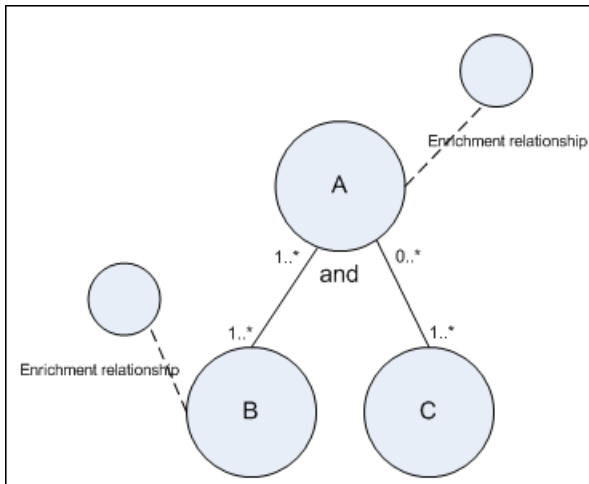 Enrichment relationship
A
1..*
0..*
and
1..*
1..*
Enrichment relationship
B
C